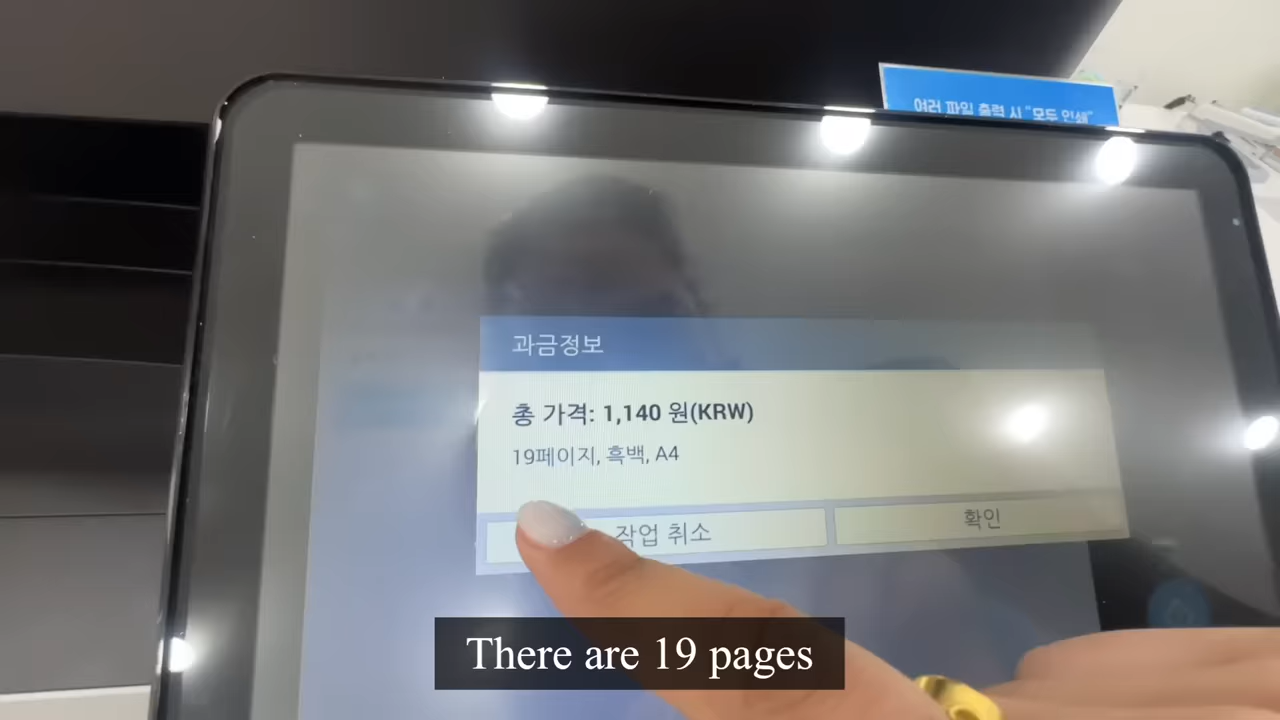 여러 파일 출력 시 "모두 인쇄"
과금정보
총 가격: 1,140 원(KRW)
19페이지, 흑백, A4
작업 취소
확인
There are 19 pages